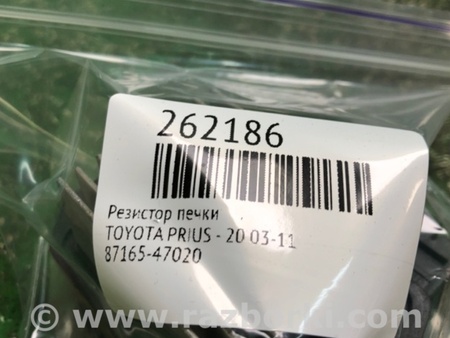 262186
Резистор печки
TOYOTA PRIUS - 20 03-11
87165-47020
© www.razborki.com